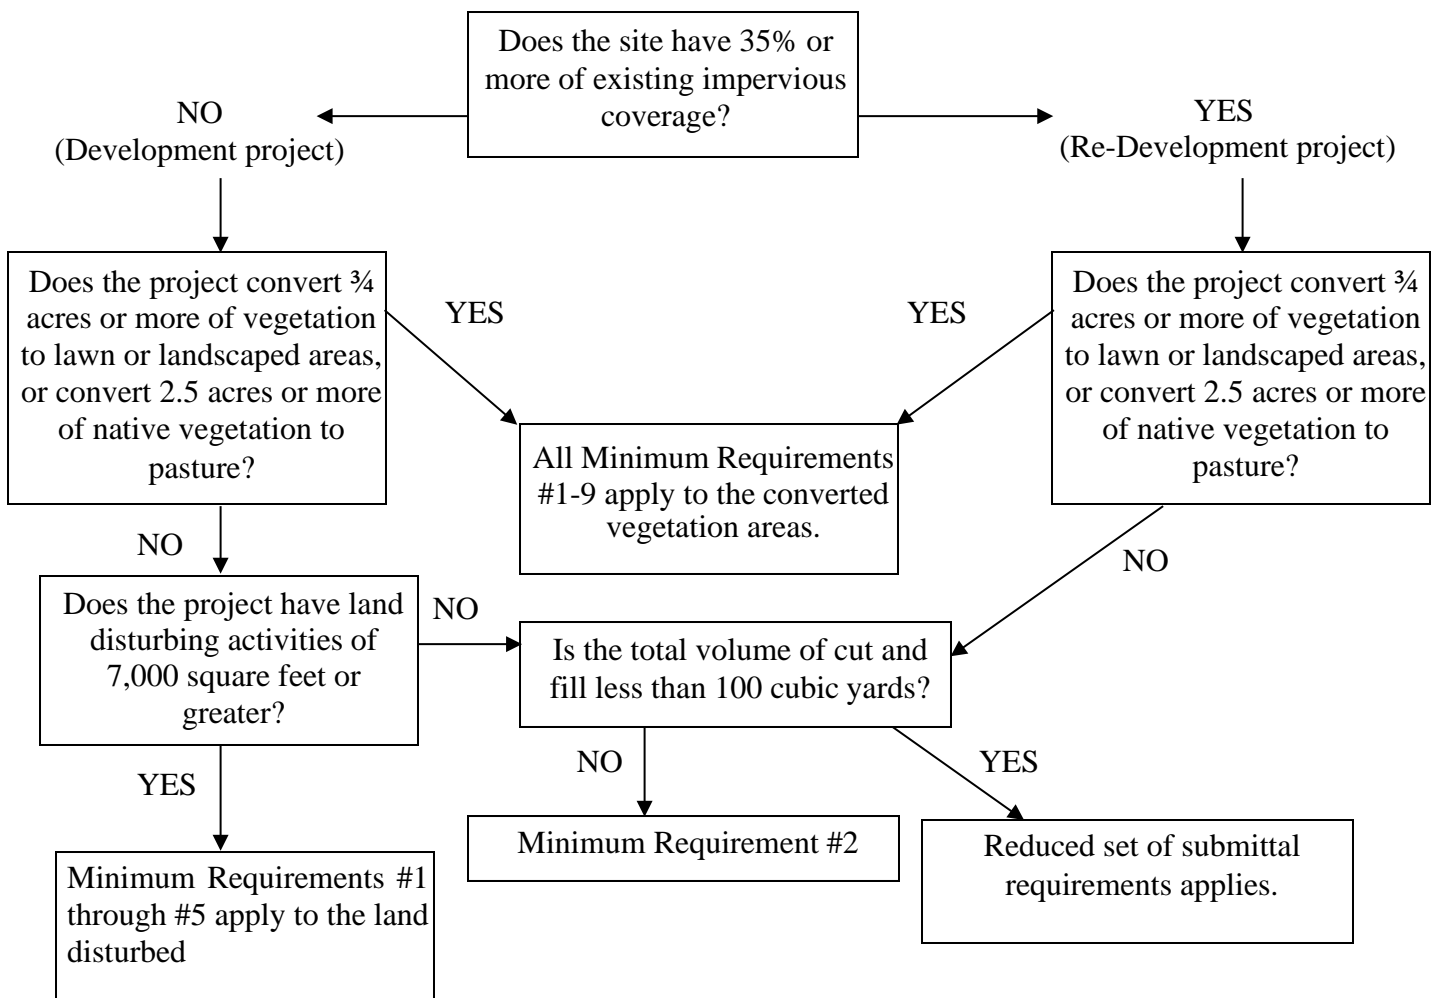 Does the site have 35% or
more of existing impervious
coverage?
NO
(Development project)
YES
(Re-Development project)
Does the project convert ¾
acres or more of vegetation
to lawn or landscaped areas,
or convert 2.5 acres or more
of native vegetation to
pasture?
YES
YES
Does the project convert ¾
acres or more of vegetation
to lawn or landscaped areas,
or convert 2.5 acres or more
of native vegetation to
pasture?
All Minimum Requirements
#1-9 apply to the converted
vegetation areas.
NO
NO
Does the project have land
disturbing activities of
7,000 square feet or
greater?
NO
Is the total volume of cut and
fill less than 100 cubic yards?
YES
NO
YES
Minimum Requirements #1
through #5 apply to the land
disturbed
Minimum Requirement #2
Reduced set of submittal
requirements applies.